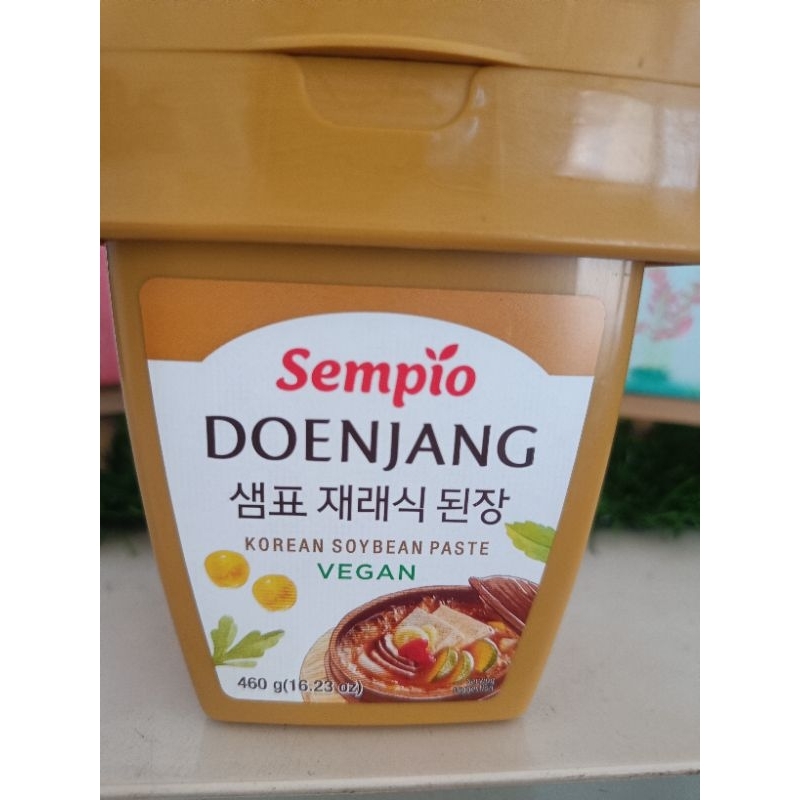 Sempio
DOENJANG
샘표 재래식 된장
KOREAN SOYBEAN PASTE
VEGAN
460 g(16.23 oz)